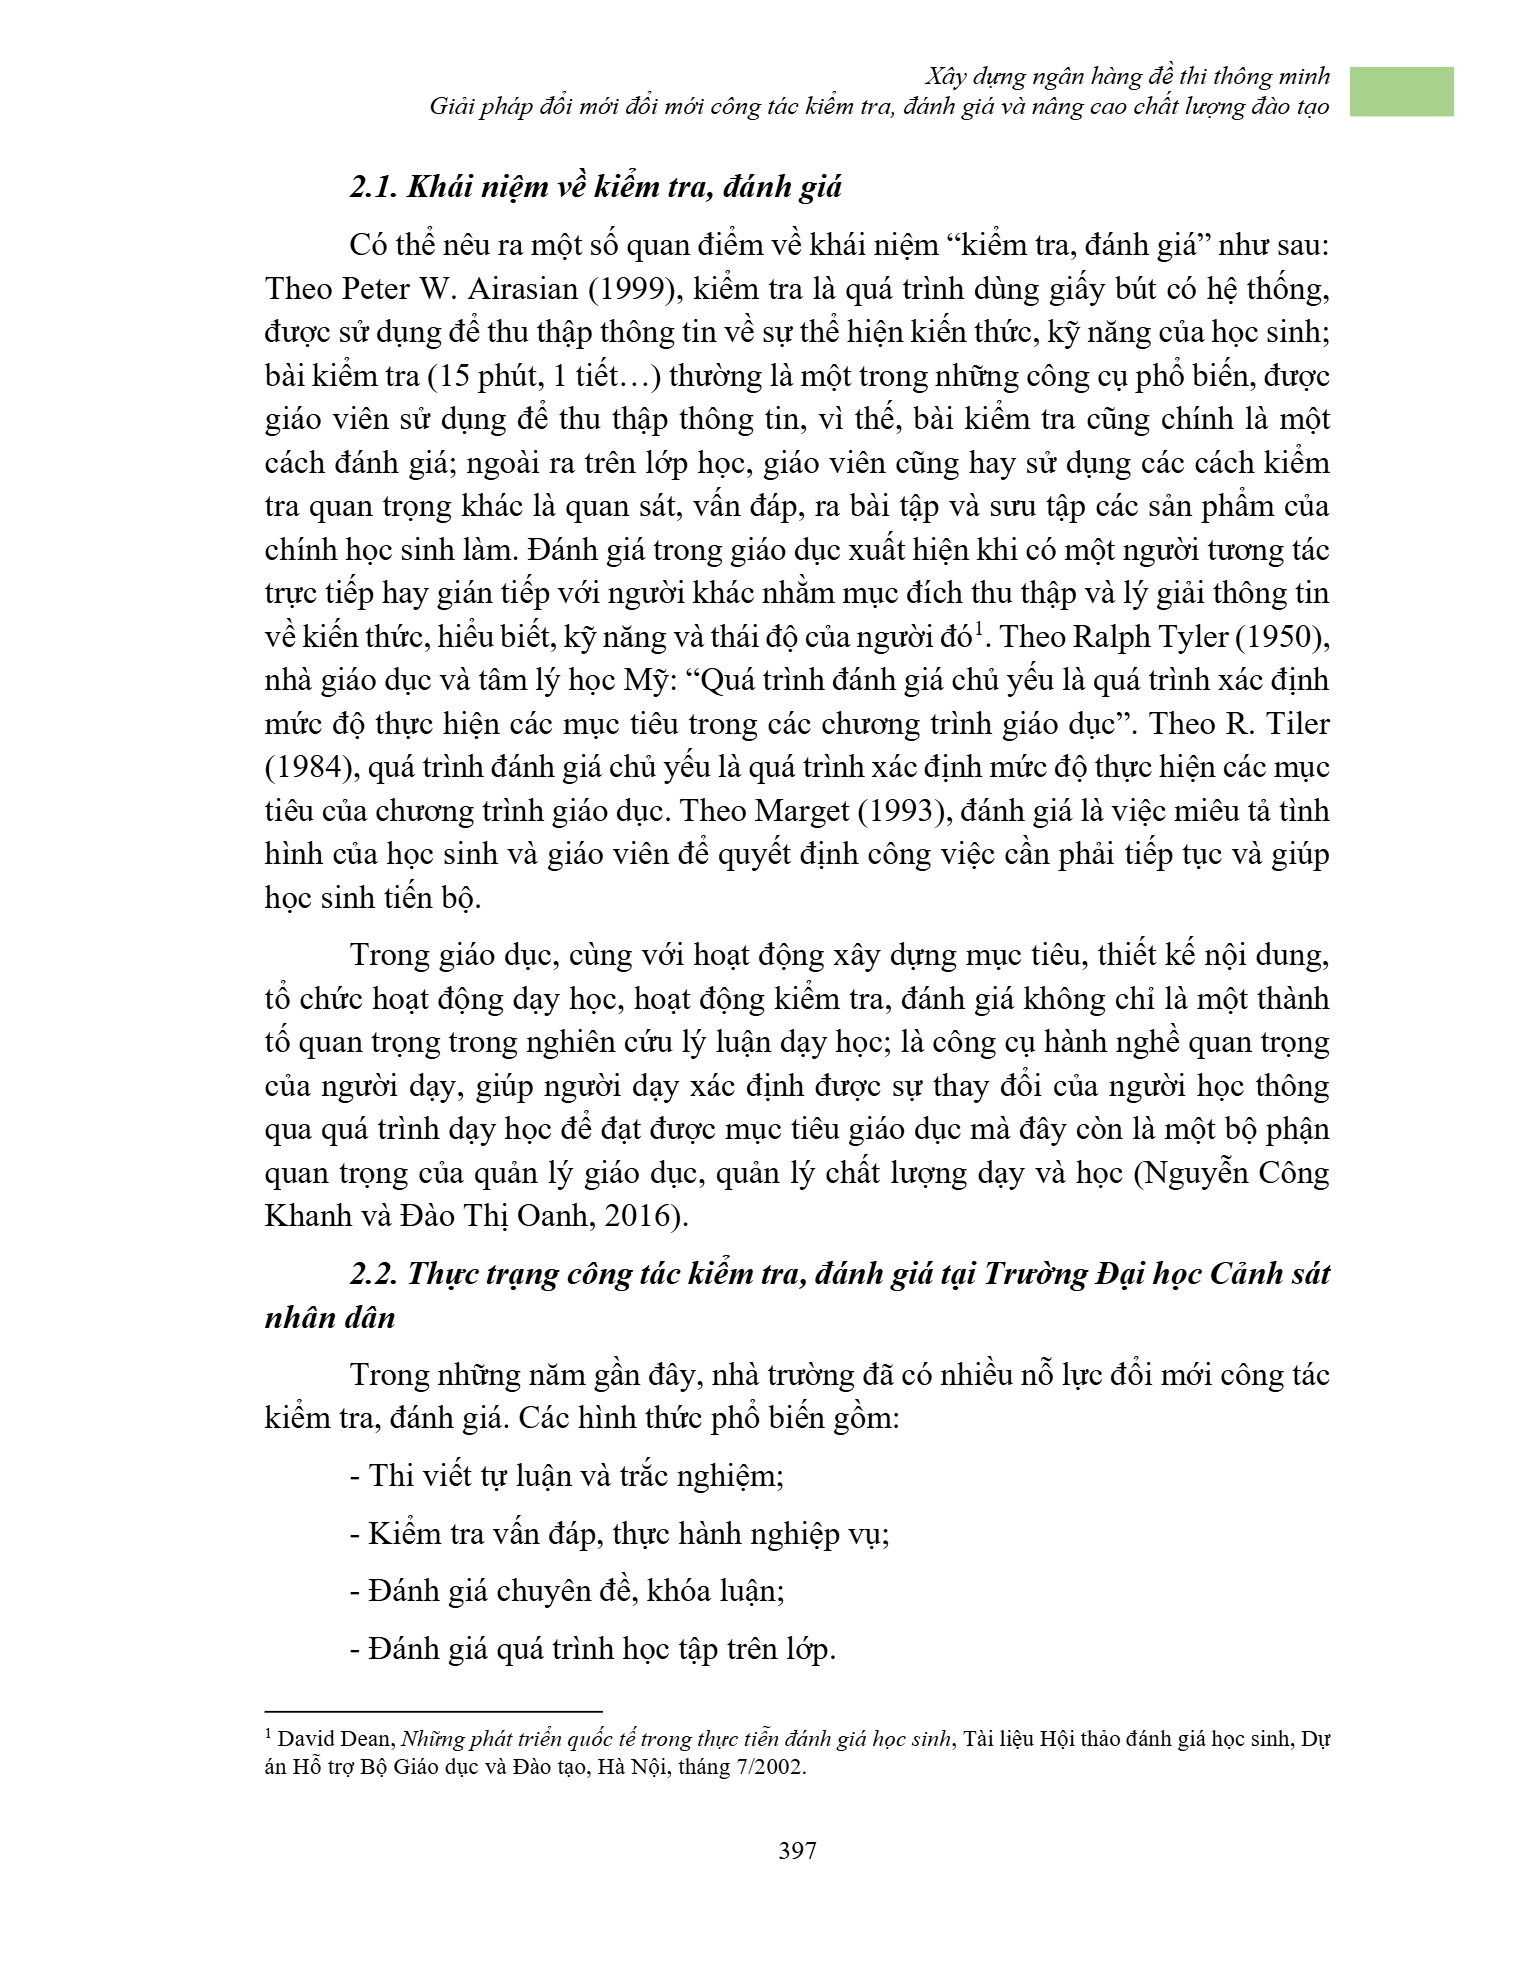 Xây dựng ngân hàng đề thi thông minh
Giải pháp đổi mới đổi mới công tác kiểm tra, đánh giá và nâng cao chất lượng đào tạo
2.1. Khái niệm về kiểm tra, đánh giá
Có thể nêu ra một số quan điểm về khái niệm “kiểm tra, đánh giá” như sau:
Theo Peter W. Airasian (1999), kiểm tra là quá trình dùng giấy bút có hệ thống,
được sử dụng để thu thập thông tin về sự thể hiện kiến thức, kỹ năng của học sinh;
bài kiểm tra (15 phút, 1 tiết…) thường là một trong những công cụ phổ biến, được
giáo viên sử dụng để thu thập thông tin, vì thế, bài kiểm tra cũng chính là một
cách đánh giá; ngoài ra trên lớp học, giáo viên cũng hay sử dụng các cách kiểm
tra quan trọng khác là quan sát, vấn đáp, ra bài tập và sưu tập các sản phẩm của
chính học sinh làm. Đánh giá trong giáo dục xuất hiện khi có một người tương tác
trực tiếp hay gián tiếp với người khác nhằm mục đích thu thập và lý giải thông tin
về kiến thức, hiểu biết, kỹ năng và thái độ của người đó¹. Theo Ralph Tyler (1950),
nhà giáo dục và tâm lý học Mỹ: “Quá trình đánh giá chủ yếu là quá trình xác định
mức độ thực hiện các mục tiêu trong các chương trình giáo dục”. Theo R. Tiler
(1984), quá trình đánh giá chủ yếu là quá trình xác định mức độ thực hiện các mục
tiêu của chương trình giáo dục. Theo Marget (1993), đánh giá là việc miêu tả tình
hình của học sinh và giáo viên để quyết định công việc cần phải tiếp tục và giúp
học sinh tiến bộ.
Trong giáo dục, cùng với hoạt động xây dựng mục tiêu, thiết kế nội dung,
tổ chức hoạt động dạy học, hoạt động kiểm tra, đánh giá không chỉ là một thành
tố quan trọng trong nghiên cứu lý luận dạy học; là công cụ hành nghề quan trọng
của người dạy, giúp người dạy xác định được sự thay đổi của người học thông
qua quá trình dạy học để đạt được mục tiêu giáo dục mà đây còn là một bộ phận
quan trọng của quản lý giáo dục, quản lý chất lượng dạy và học (Nguyễn Công
Khanh và Đào Thị Oanh, 2016).
2.2. Thực trạng công tác kiểm tra, đánh giá tại Trường Đại học Cảnh sát
nhân dân
Trong những năm gần đây, nhà trường đã có nhiều nỗ lực đổi mới công tác
kiểm tra, đánh giá. Các hình thức phổ biến gồm:
- Thi viết tự luận và trắc nghiệm;
- Kiểm tra vấn đáp, thực hành nghiệp vụ;
- Đánh giá chuyên đề, khóa luận;
- Đánh giá quá trình học tập trên lớp.
¹ David Dean, Những phát triển quốc tế trong thực tiễn đánh giá học sinh, Tài liệu Hội thảo đánh giá học sinh, Dự
án Hỗ trợ Bộ Giáo dục và Đào tạo, Hà Nội, tháng 7/2002.
397